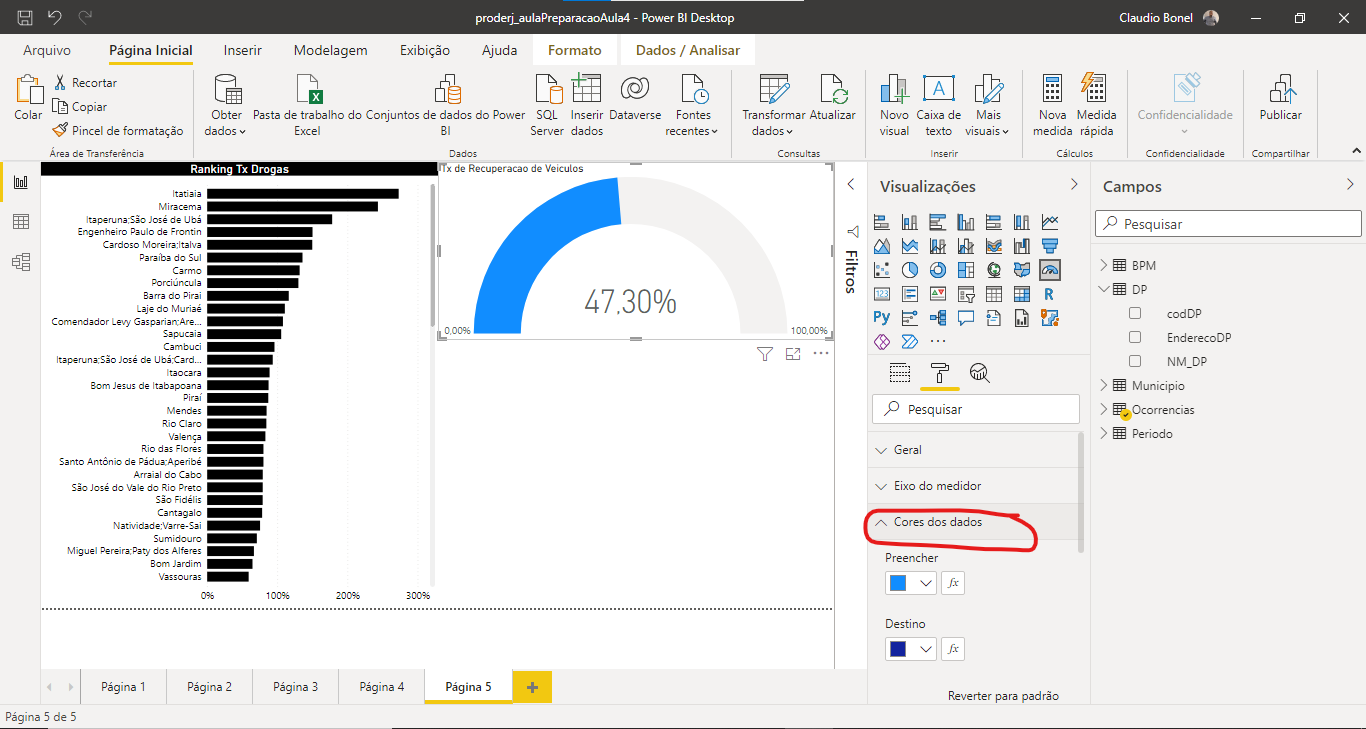 proderj_aulaPreparacaoAula4 - Power BI Desktop
Claudio Bonel
Arquivo
Página Inicial
Inserir
Modelagem
Exibição
Ajuda
Formato
Dados / Analisar
Colar
Recortar
Copiar
Pincel de formatação
Área de Transferência
Obter
dados
Pasta de trabalho do
Excel
Conjuntos de dados do Power
BI
SQL
Server
Inserir
dados
Dataverse
Fontes
recentes
Dados
Transformar
dados
Atualizar
Consultas
Novo
visual
Caixa de
texto
Mais
visuais
Inserir
Nova
medida
Medida
rápida
Cálculos
Confidencialidade
Confidencialidade
Publicar
Compartilhar
Ranking Tx Drogas
Itatiaia
Miracema
Itaperuna;São José de Ubá
Engenheiro Paulo de Frontin
Cardoso Moreira;Italva
Paraíba do Sul
Carmo
Porciúncula
Barra do Piraí
Laje do Muriaé
Comendador Levy Gasparian;Are...
Sapucaia
Cambuci
Itaperuna;São José de Ubá;Card...
Itaocara
Bom Jesus de Itabapoana
Piraí
Mendes
Rio Claro
Valença
Rio das Flores
Santo Antônio de Pádua;Aperibé
Arraial do Cabo
São José do Vale do Rio Preto
São Fidélis
Cantagalo
Natividade;Varre-Sai
Sumidouro
Miguel Pereira;Paty dos Alferes
Bom Jardim
Vassouras
0%
100%
200%
300%
Tx de Recuperacao de Veiculos
47,30%
0,00%
100,00%
Filtros
Visualizações
R
Py
Pesquisar
Geral
Eixo do medidor
Cores dos dados
Preencher
fx
Destino
fx
Reverter para padrão
Campos
Pesquisar
BPM
DP
codDP
EnderecoDP
NM_DP
Municipio
Ocorrencias
Periodo
Página 1
Página 2
Página 3
Página 4
Página 5
Página 5 de 5